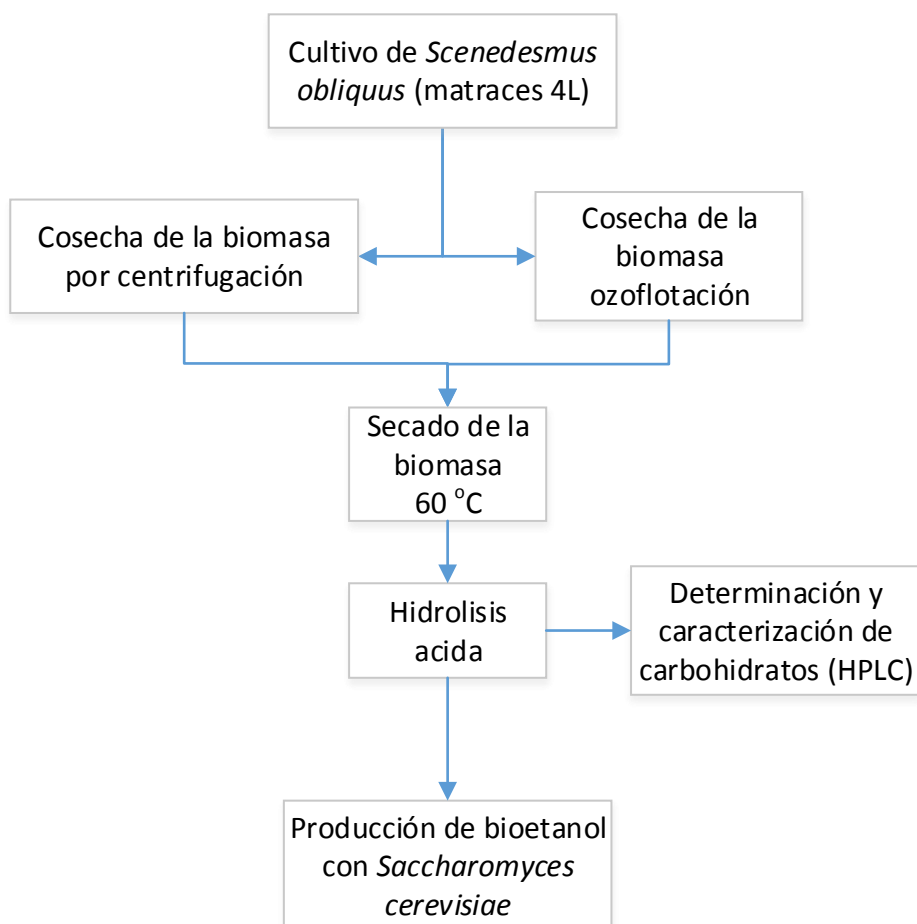 Cultivo de Scenedesmus
obliquus (matraces 4L)
Cosecha de la biomasa
por centrifugación
Cosecha de la
biomasa
ozoflotación
Secado de la
biomasa
60 °C
Hidrolisis
acida
Determinación y
caracterización de
carbohidratos (HPLC)
Producción de bioetanol
con Saccharomyces
cerevisiae